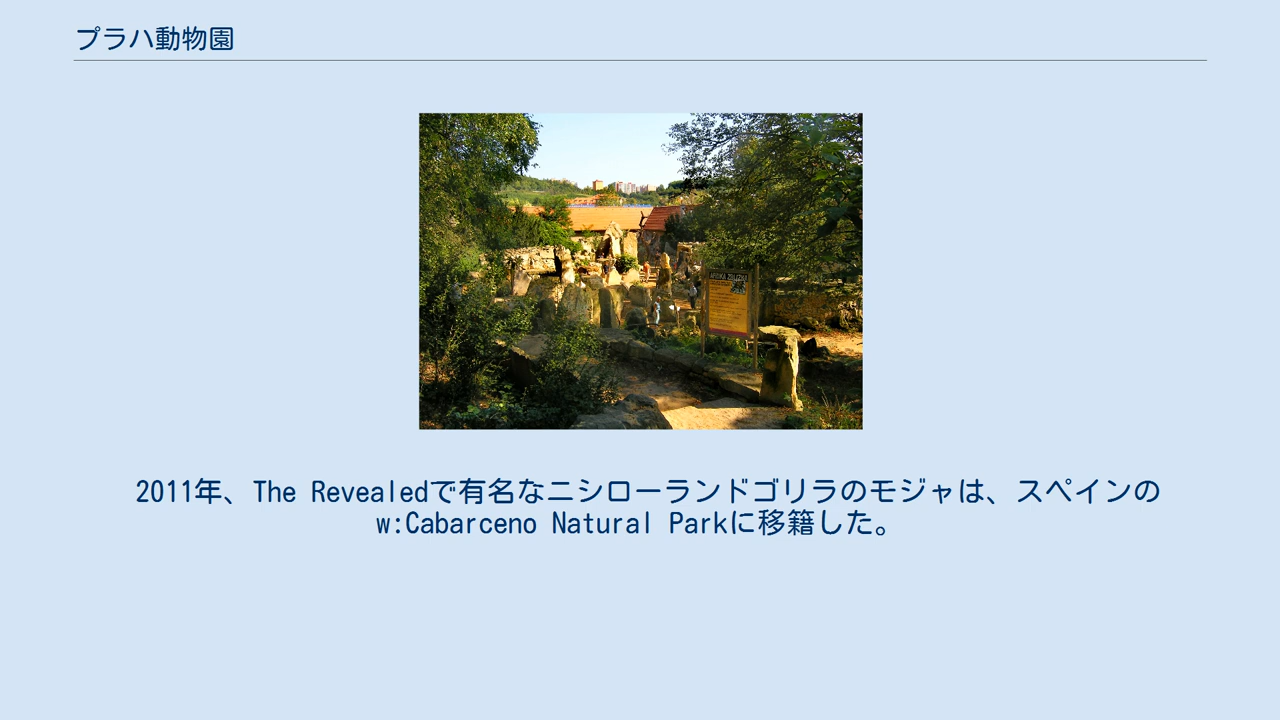 プラハ動物園
AFRIKA ZBLÍZKA
2011年、The Revealedで有名なニシローランドゴリラのモジャは、スペインの
w:Cabarceno Natural Parkに移籍した。